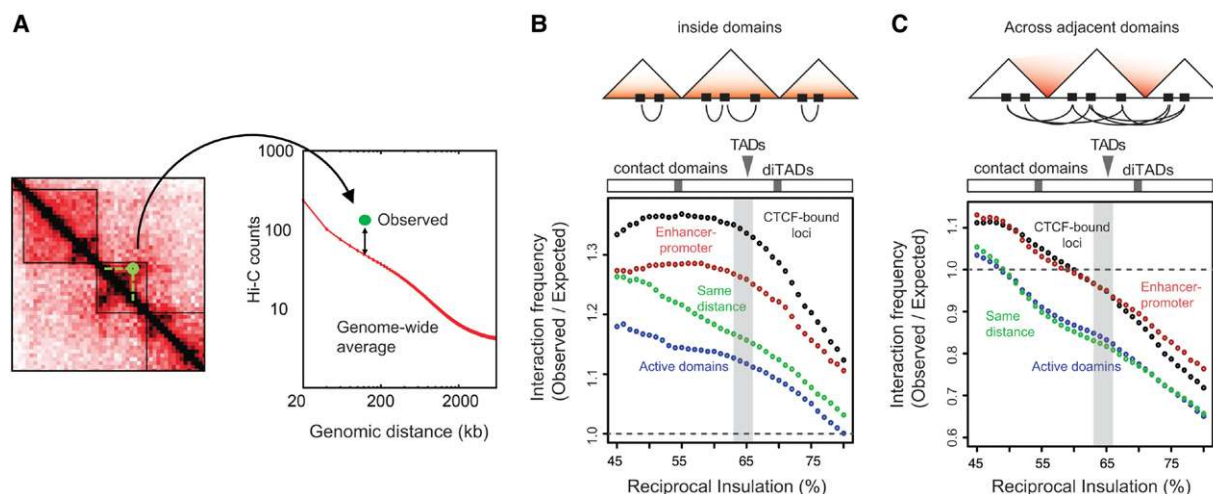 A
1000
100
10
Hi-C counts
Observed
Genome-wide
average
20
200
2000
Genomic distance (kb)
B
inside domains
TADs
contact domains
diTADs
Interaction frequency
(Observed / Expected)
1.3
1.2
1.1
1.0
CTCF-bound
loci
Enhancer-
promoter
Same
distance
Active domains
45
55
65
75
Reciprocal Insulation (%)
C
Across adjacent domains
TADs
contact domains
diTADs
Interaction frequency
(Observed / Expected)
1.1
1.0
0.9
0.8
0.7
0.6
CTCF-bound
loci
Enhancer-
promoter
Same
distance
Active doamins
45
55
65
75
Reciprocal Insulation (%)